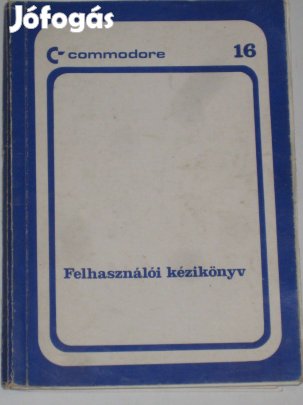 Jófogás
commodore 16
Felhasználói kézikönyv